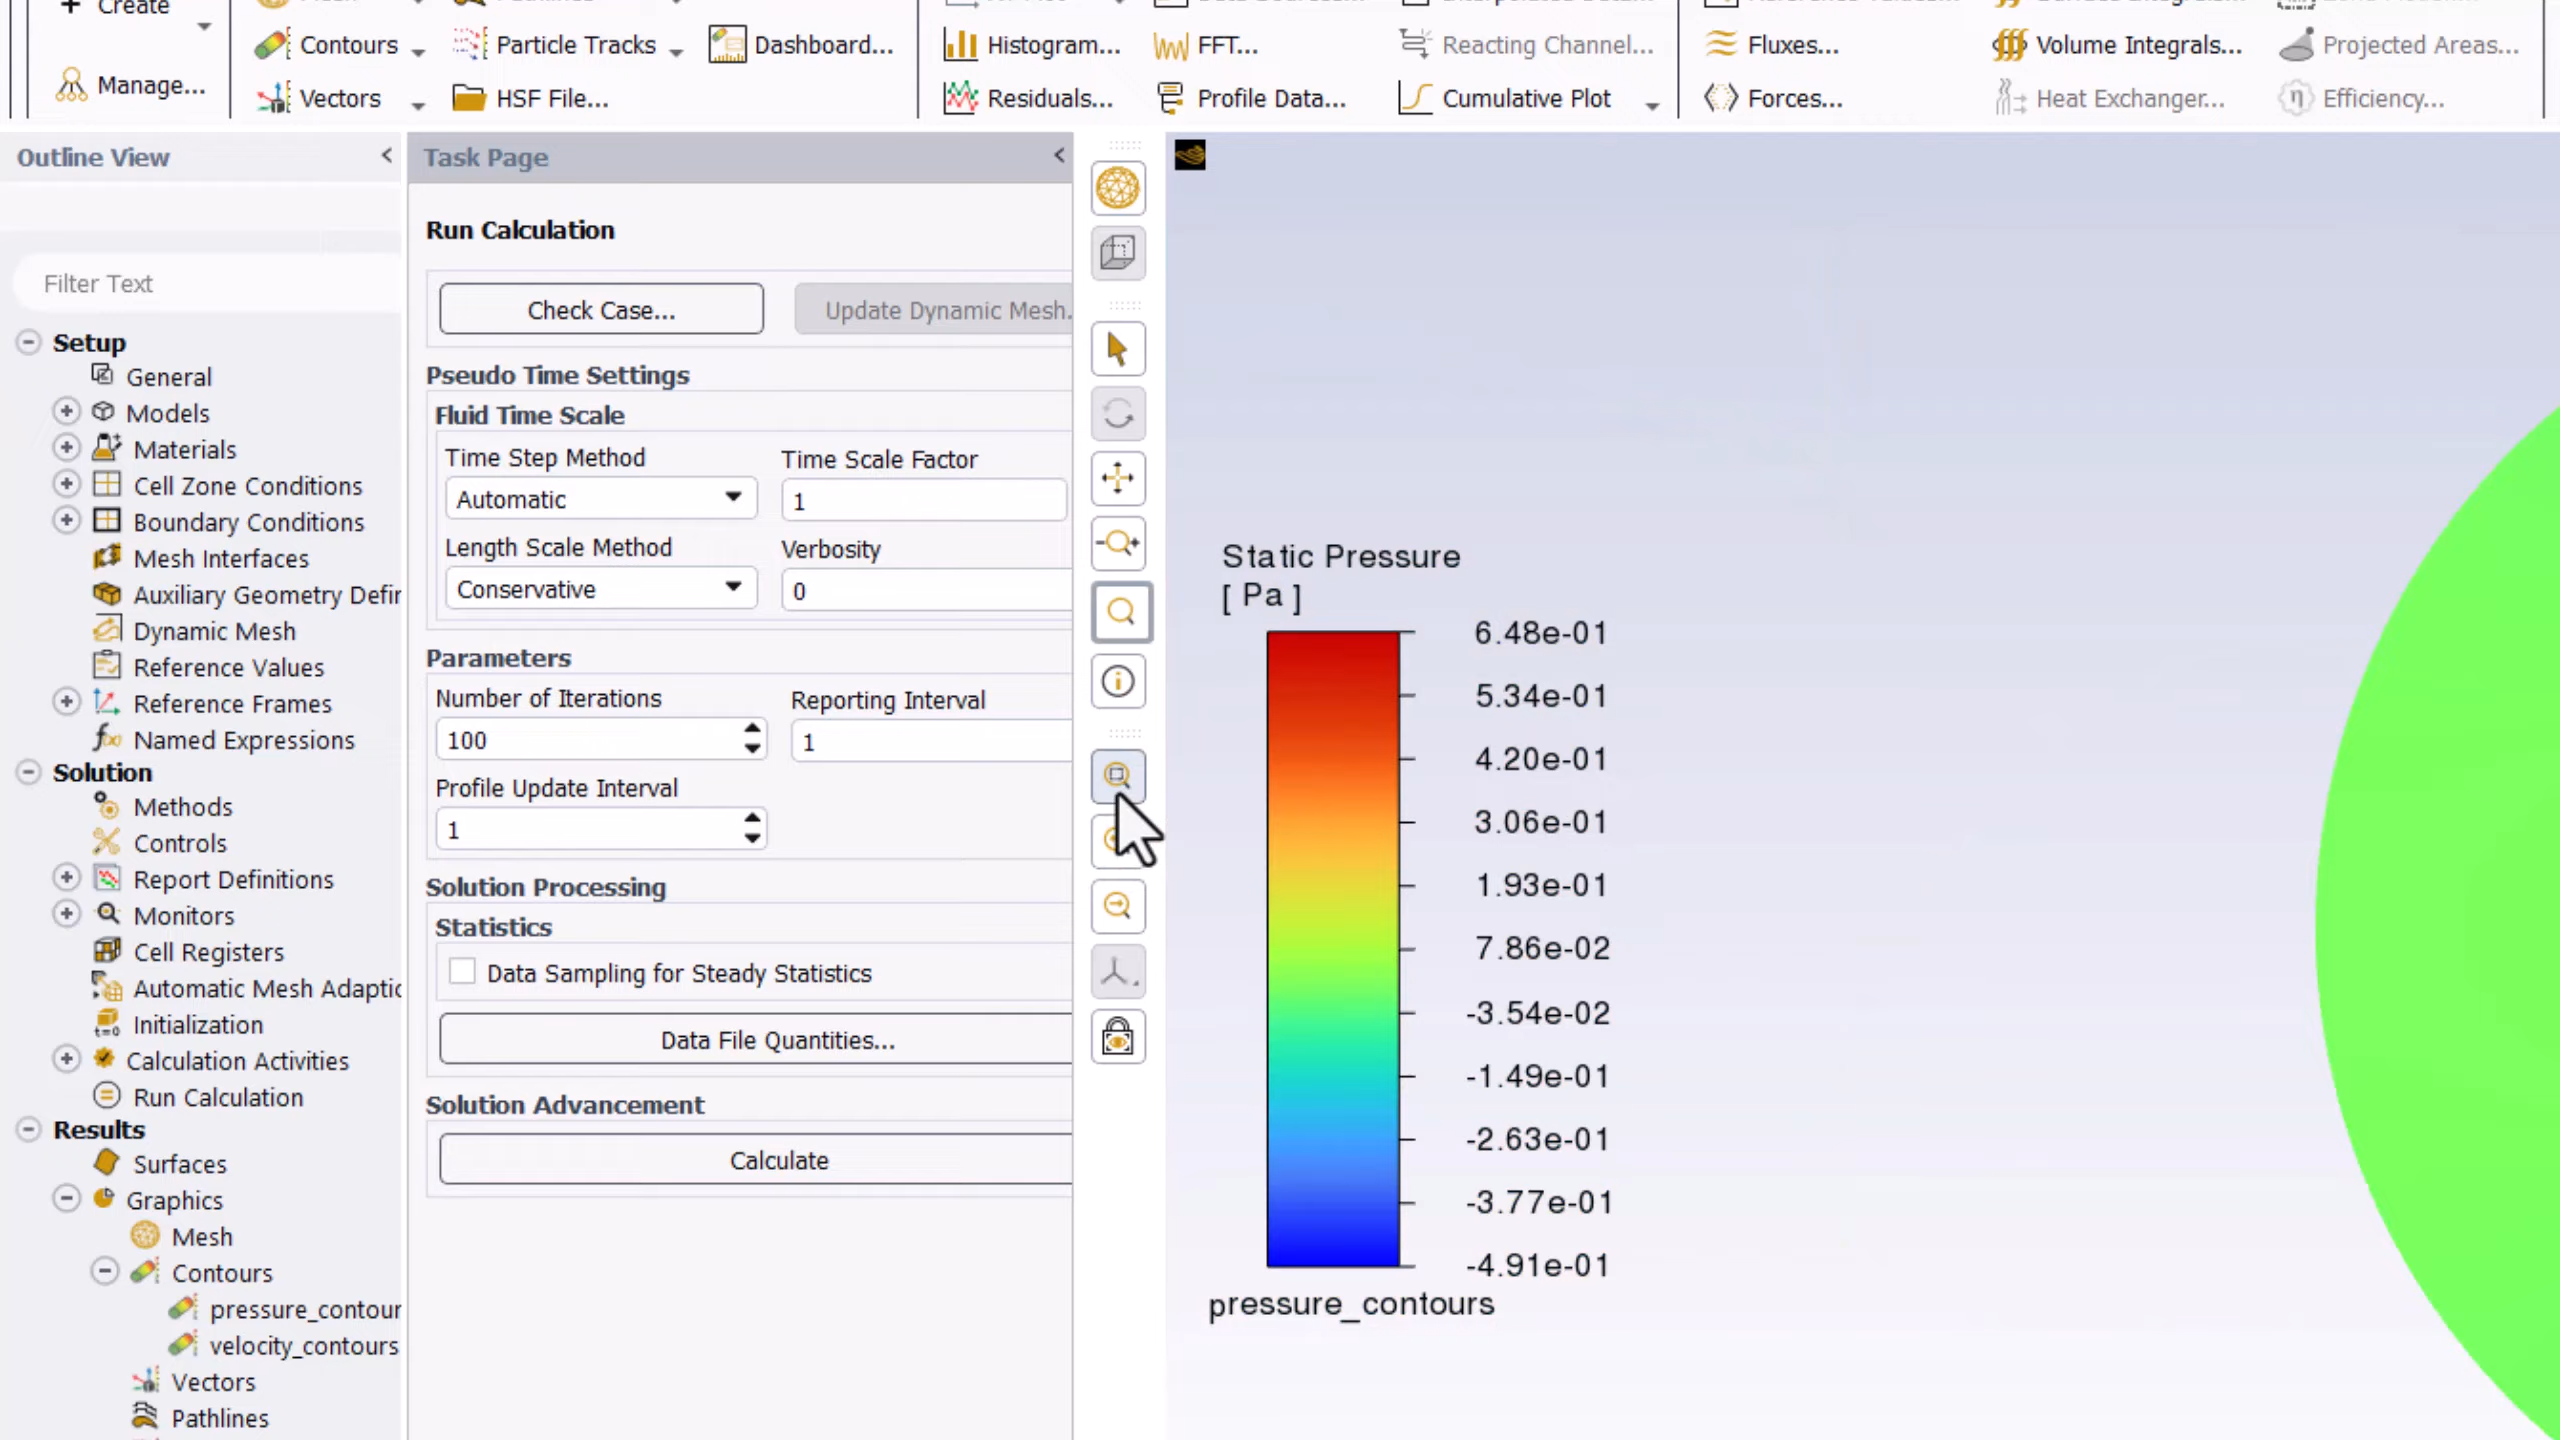 Create
Manage...
Contours
Vectors
Particle Tracks
HSF File...
Dashboard...
Histogram...
Residuals...
FFT...
Profile Data...
Reacting Channel...
Cumulative Plot
Fluxes...
Forces...
Volume Integrals...
Heat Exchanger...
Projected Areas...
Efficiency...
Outline View
Filter Text
Setup
General
Models
Materials
Cell Zone Conditions
Boundary Conditions
Mesh Interfaces
Auxiliary Geometry Defir
Dynamic Mesh
Reference Values
Reference Frames
Named Expressions
Solution
Methods
Controls
Report Definitions
Monitors
Cell Registers
Automatic Mesh Adaptic
Initialization
Calculation Activities
Run Calculation
Results
Surfaces
Graphics
Mesh
Contours
pressure_contour
velocity_contours
Vectors
Pathlines
Task Page
Run Calculation
Check Case...
Update Dynamic Mesh.
Pseudo Time Settings
Fluid Time Scale
Time Step Method
Time Scale Factor
Automatic
1
Length Scale Method
Verbosity
Conservative
0
Parameters
Number of Iterations
Reporting Interval
100
1
Profile Update Interval
1
Solution Processing
Statistics
Data Sampling for Steady Statistics
Data File Quantities...
Solution Advancement
Calculate
Static Pressure
[ Pa ]
6.48e-01
5.34e-01
4.20e-01
3.06e-01
1.93e-01
7.86e-02
-3.54e-02
-1.49e-01
-2.63e-01
-3.77e-01
-4.91e-01
pressure_contours